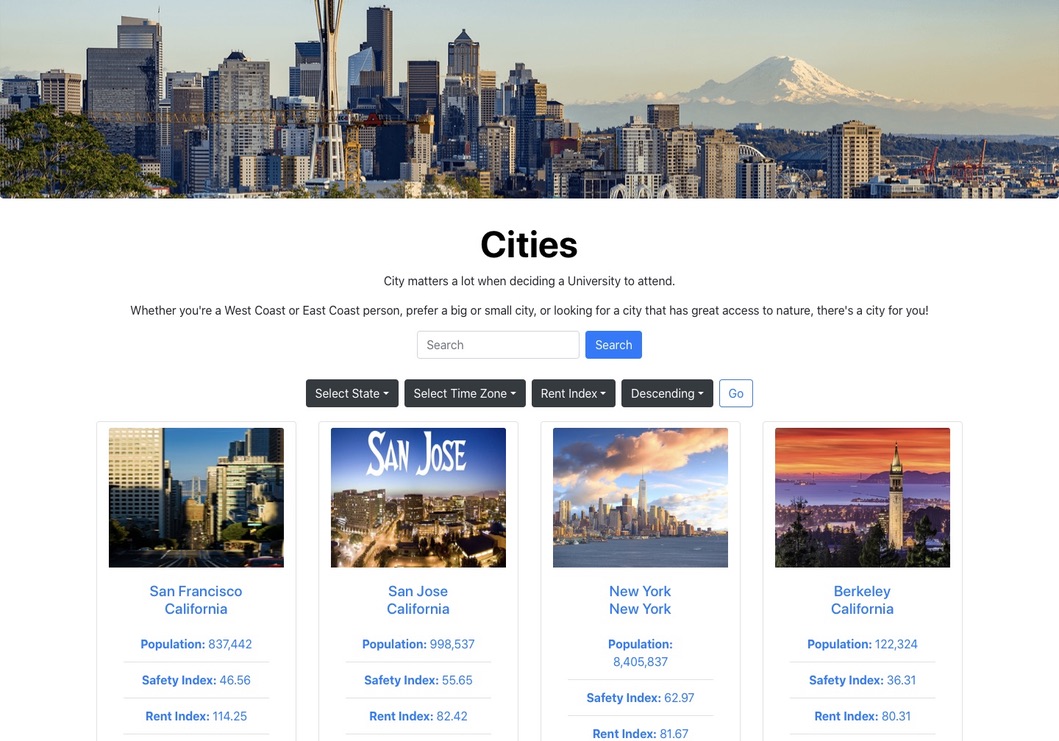 Cities
City matters a lot when deciding a University to attend.
Whether you're a West Coast or East Coast person, prefer a big or small city, or looking for a city that has great access to nature, there's a city for you!
Search Search
Select State Select Time Zone Rent Index Descending Go
SAN JOSE
San Francisco
California
Population: 837,442
Safety Index: 46.56
Rent Index: 114.25
San Jose
California
Population: 998,537
Safety Index: 55.65
Rent Index: 82.42
New York
New York
Population:
8,405,837
Safety Index: 62.97
Rent Index: 81.67
Berkeley
California
Population: 122,324
Safety Index: 36.31
Rent Index: 80.31